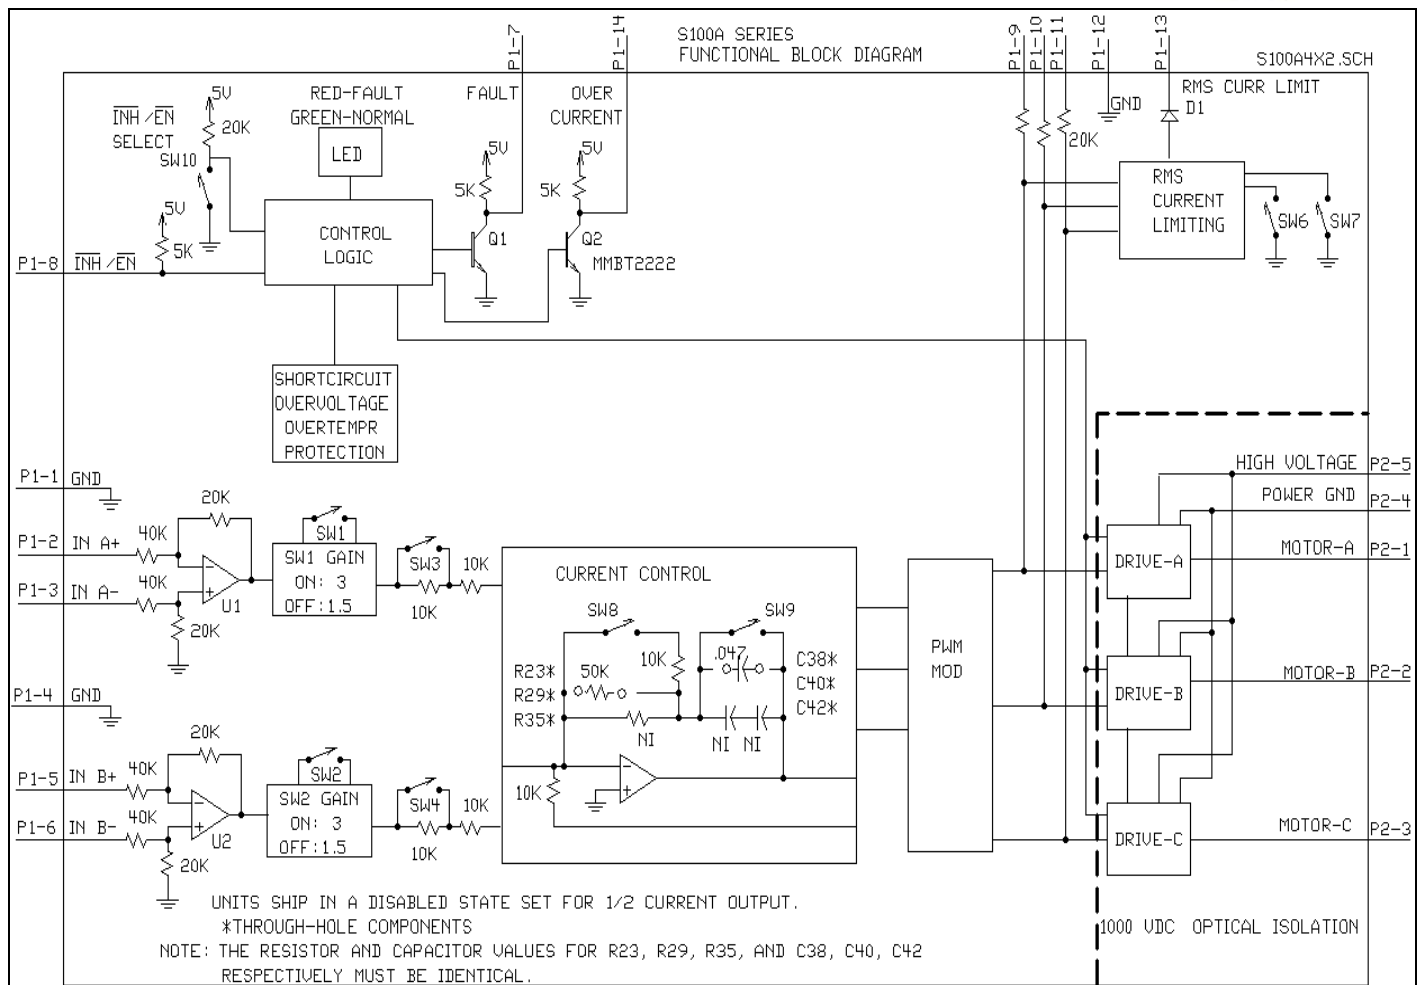 S100A SERIES
FUNCTIONAL BLOCK DIAGRAM
S100A4X2.SCH
P1-7
P1-14
P1-9
P1-10
P1-11
P1-12
P1-13
5V
INH/EN
SELECT
20K
SW10
RED-FAULT
GREEN-NORMAL
LED
FAULT
OVER
CURRENT
5V
5K
5V
5K
Q1
Q2
MMBT2222
5V
5K
P1-8
INH/EN
CONTROL
LOGIC
GND
RMS CURR LIMIT
D1
20K
RMS
CURRENT
LIMITING
SW6
SW7
SHORTCIRCUIT
OVERVOLTAGE
OVERTEMPR
PROTECTION
P1-1
GND
20K
P1-2
IN A+
40K
P1-3
IN A-
40K
U1
20K
SW1
SW1 GAIN
ON: 3
OFF:1.5
SW3
10K
10K
CURRENT CONTROL
SW8
SW9
10K
.047
R23*
R29*
R35*
50K
NI
NI NI
C38*
C40*
C42*
10K
PWM
MOD
HIGH VOLTAGE
P2-5
POWER GND
P2-4
MOTOR-A
P2-1
DRIVE-A
MOTOR-B
P2-2
DRIVE-B
MOTOR-C
P2-3
DRIVE-C
P1-4
GND
20K
P1-5
IN B+
40K
P1-6
IN B-
40K
U2
20K
SW2
SW2 GAIN
ON: 3
OFF:1.5
SW4
10K
10K
UNITS SHIP IN A DISABLED STATE SET FOR 1/2 CURRENT OUTPUT.
*THROUGH-HOLE COMPONENTS
NOTE: THE RESISTOR AND CAPACITOR VALUES FOR R23, R29, R35, AND C38, C40, C42
RESPECTIVELY MUST BE IDENTICAL.
1000 VDC OPTICAL ISOLATION